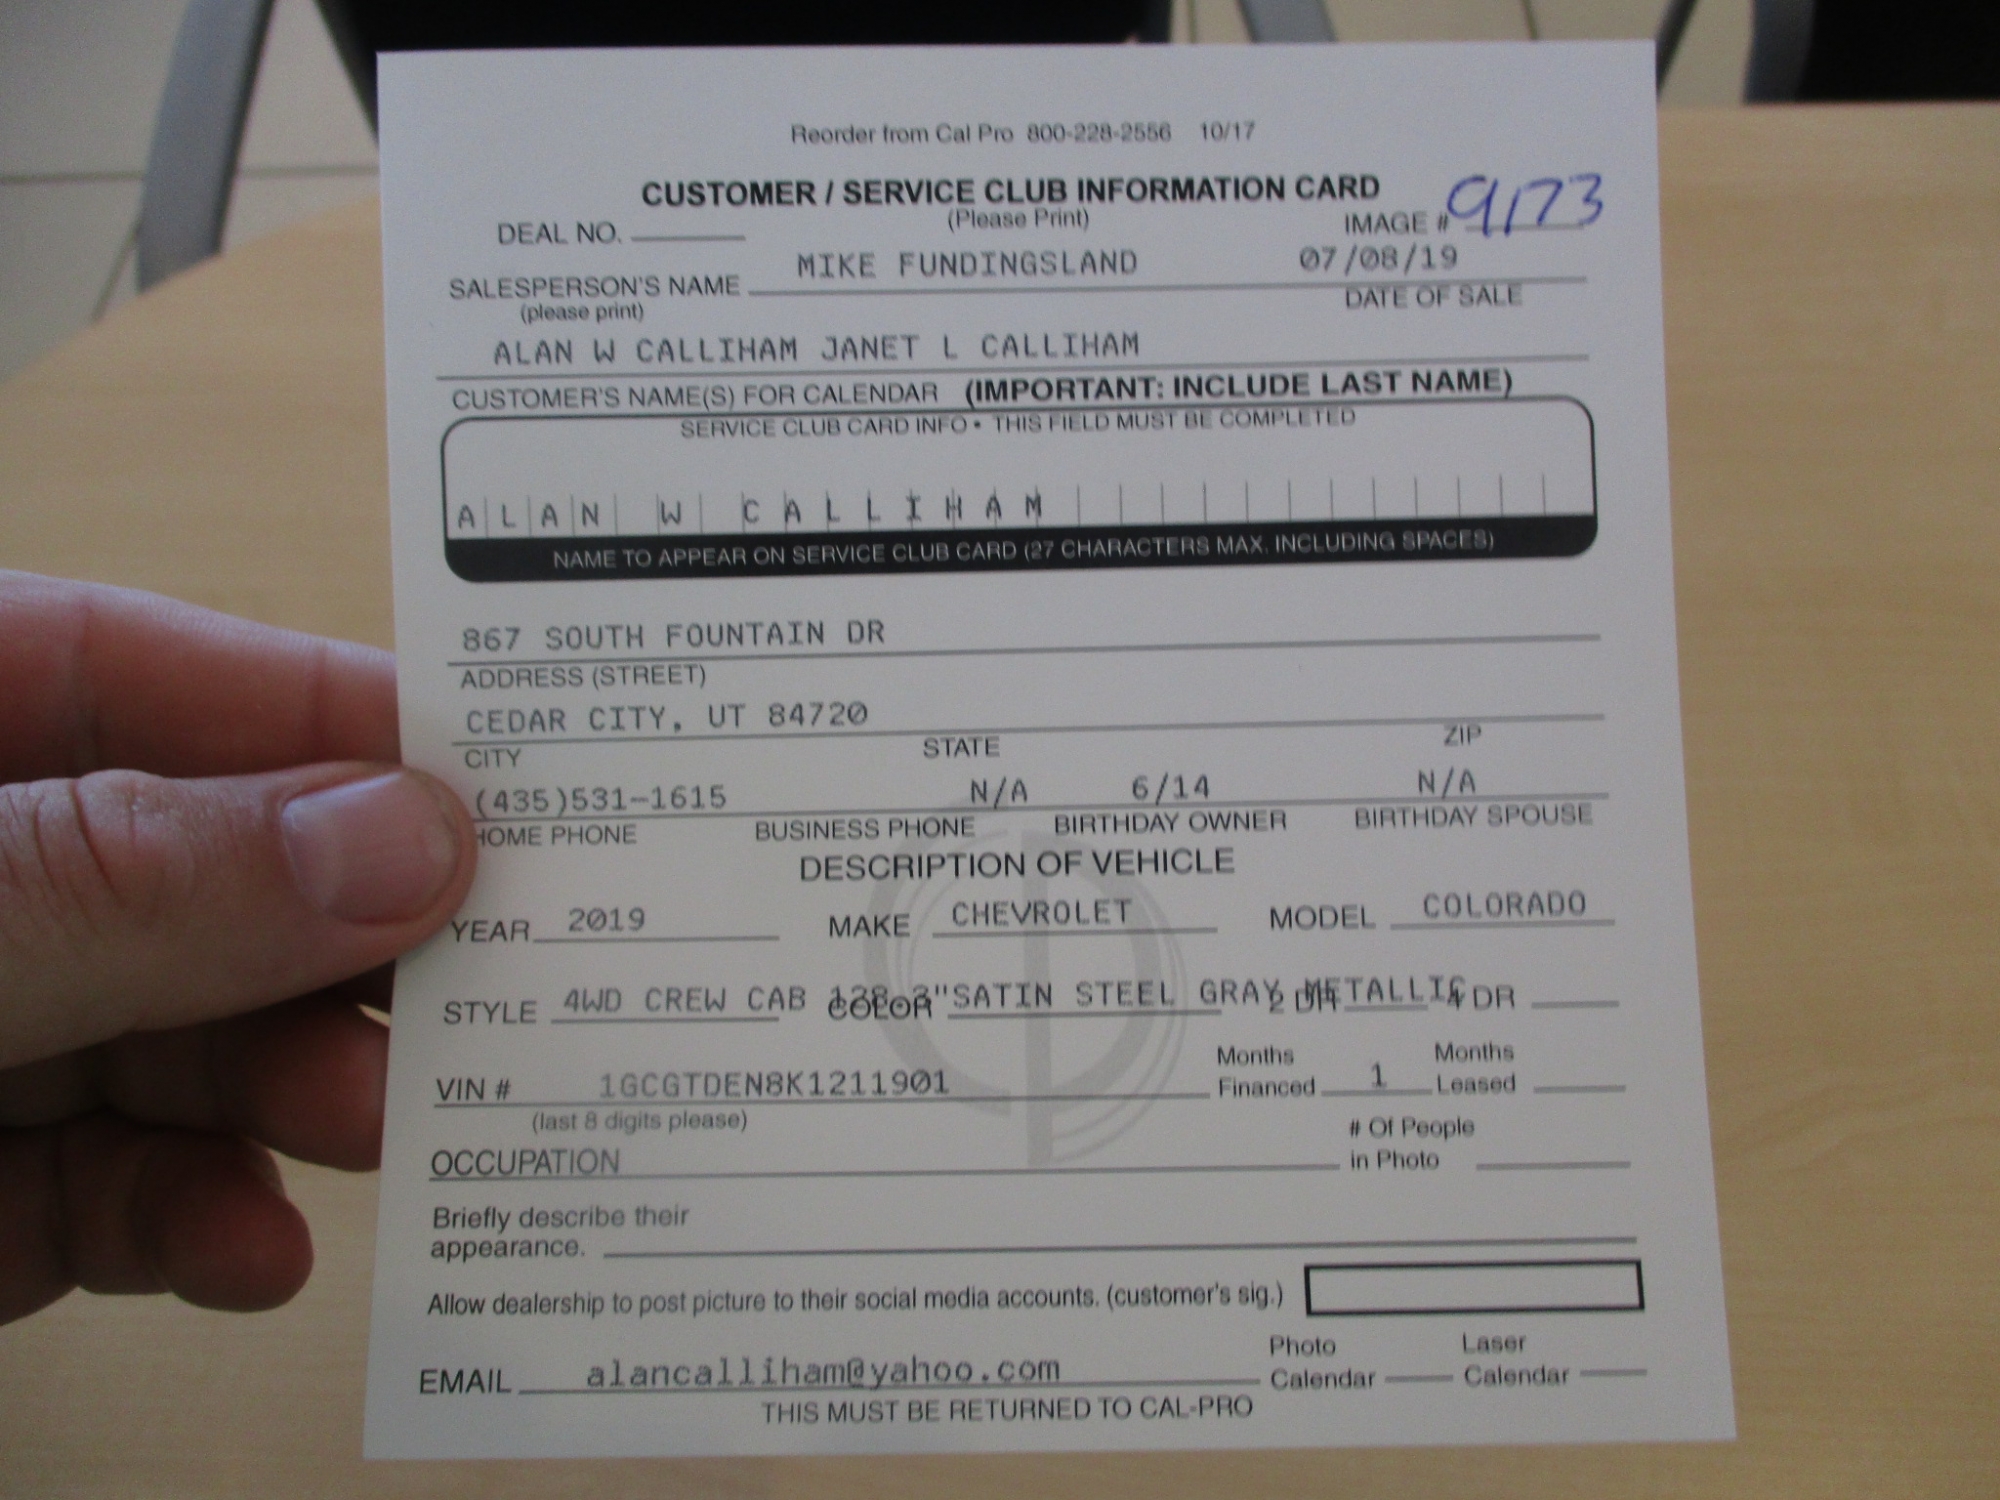 Reorder from Cal Pro 800-228-2556 10/17
CUSTOMER / SERVICE CLUB INFORMATION CARD
(Please Print)
DEAL NO. IMAGE # 9173
SALESPERSON'S NAME MIKE FUNDINGSLAND 07/08/19
(please print) DATE OF SALE
ALAN W CALLIHAM JANET L CALLIHAM
CUSTOMER'S NAME(S) FOR CALENDAR (IMPORTANT: INCLUDE LAST NAME)
SERVICE CLUB CARD INFO • THIS FIELD MUST BE COMPLETED
ALAN W CALLIHAM
NAME TO APPEAR ON SERVICE CLUB CARD (27 CHARACTERS MAX. INCLUDING SPACES)
867 SOUTH FOUNTAIN DR
ADDRESS (STREET)
CEDAR CITY, UT 84720
CITY STATE ZIP
(435)531-1615 N/A 6/14 N/A
HOME PHONE BUSINESS PHONE BIRTHDAY OWNER BIRTHDAY SPOUSE
DESCRIPTION OF VEHICLE
YEAR 2019 MAKE CHEVROLET MODEL COLORADO
STYLE 4WD CREW CAB COLOR SATIN STEEL GRAY METALLIC 2 DR 4 DR
VIN # 1GCGTDEN8K1211901 Months Financed 1 Months Leased
(last 8 digits please)
OCCUPATION # Of People in Photo
Briefly describe their
appearance.
Allow dealership to post picture to their social media accounts. (customer's sig.)
EMAIL alancalliham@yahoo.com Photo Calendar Laser Calendar
THIS MUST BE RETURNED TO CAL-PRO